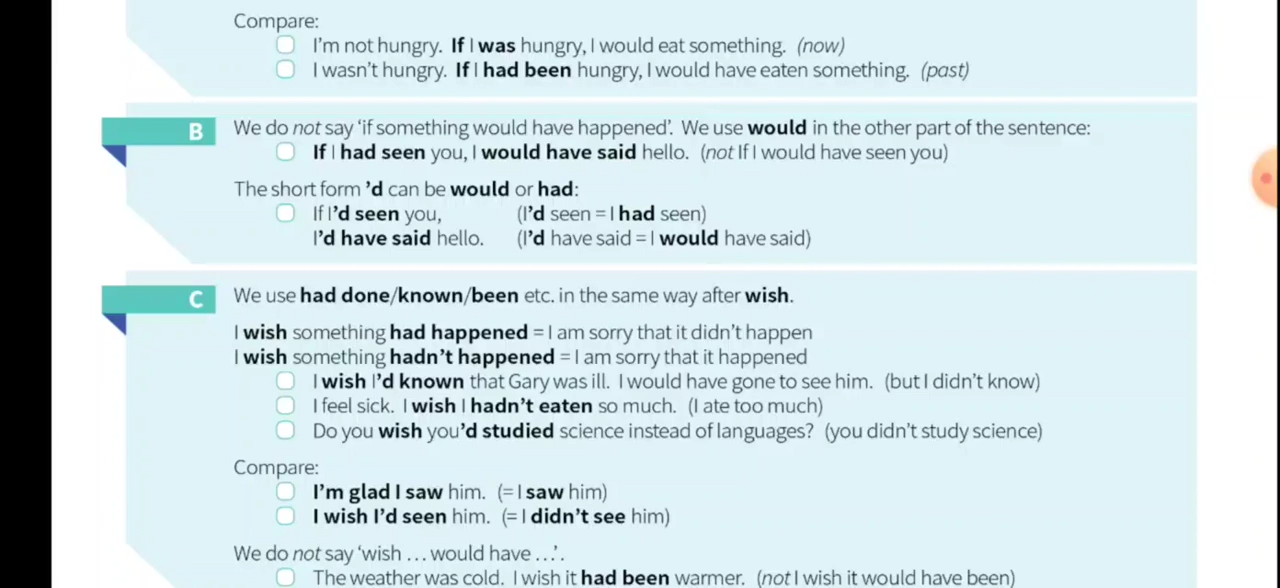 Compare:
I'm not hungry. If I was hungry, I would eat something. (now)
I wasn't hungry. If I had been hungry, I would have eaten something. (past)
B
We do not say ‘if something would have happened’. We use would in the other part of the sentence:
If I had seen you, I would have said hello. (not If I would have seen you)
The short form ’d can be would or had:
If I’d seen you, (I’d seen = I had seen)
I’d have said hello. (I’d have said = I would have said)
C
We use had done/known/been etc. in the same way after wish.
I wish something had happened = I am sorry that it didn’t happen
I wish something hadn’t happened = I am sorry that it happened
I wish I’d known that Gary was ill. I would have gone to see him. (but I didn’t know)
I feel sick. I wish I hadn’t eaten so much. (I ate too much)
Do you wish you’d studied science instead of languages? (you didn’t study science)
Compare:
I’m glad I saw him. (= I saw him)
I wish I’d seen him. (= I didn’t see him)
We do not say ‘wish … would have …’.
The weather was cold. I wish it had been warmer. (not I wish it would have been)